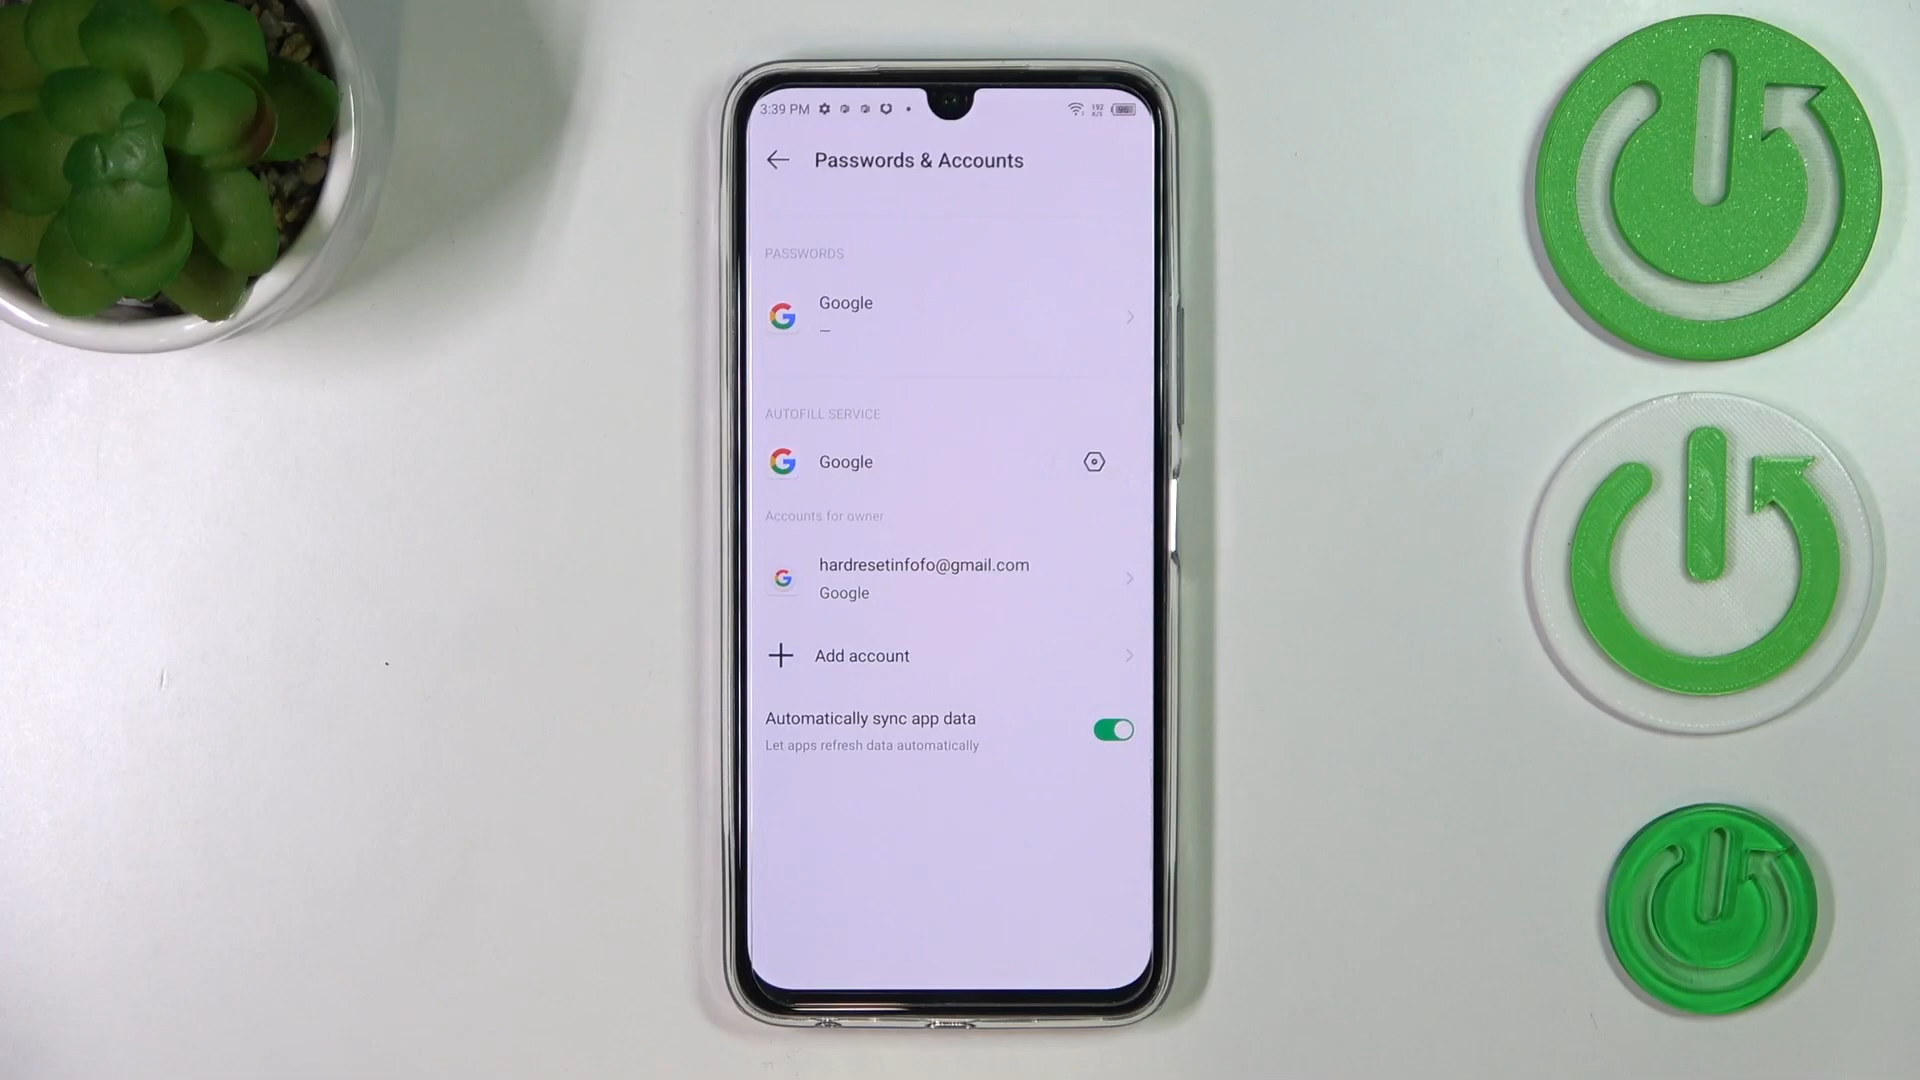 3:39 PM
Passwords & Accounts
PASSWORDS
Google
—
AUTOFILL SERVICE
Google
Accounts for owner
hardresetinfofo@gmail.com
Google
Add account
Automatically sync app data
Let apps refresh data automatically